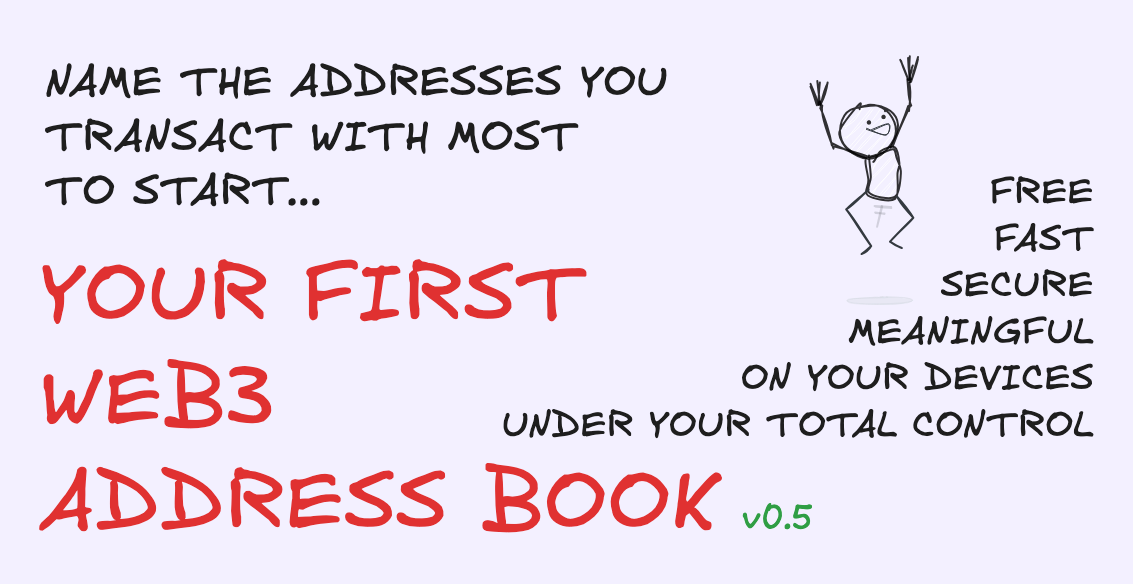 NAME THE ADDRESSES YOU
TRANSACT WITH MOST
TO START...
YOUR FIRST
WEB3
ADDRESS BOOK v0.5
FREE
FAST
SECURE
MEANINGFUL
ON YOUR DEVICES
UNDER YOUR TOTAL CONTROL